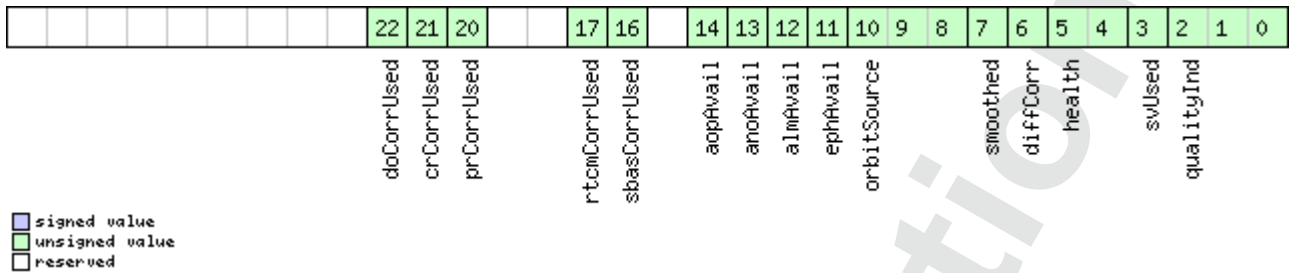 22 21 20 17 16 14 13 12 11 10 9 8 7 6 5 4 3 2 1 0
doCorrUsed
crCorrUsed
prCorrUsed
rtcmCorrUsed
sbasCorrUsed
aopAvail
anoAvail
almAvail
ephAvail
orbitSource
smoothed
diffCorr
health
svUsed
qualityInd
signed value
unsigned value
reserved